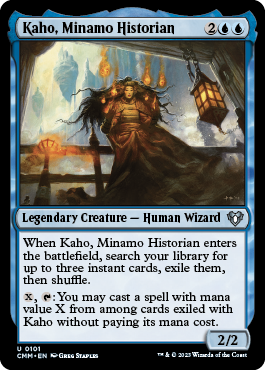 Kaho, Minamo Historian 2
Legendary Creature — Human Wizard
When Kaho, Minamo Historian enters
the battlefield, search your library for
up to three instant cards, exile them,
then shuffle.
X, : You may cast a spell with mana
value X from among cards exiled with
Kaho without paying its mana cost.
2/2
U 0101
CMM • EN Greg Staples
™ & © 2023 Wizards of the Coast